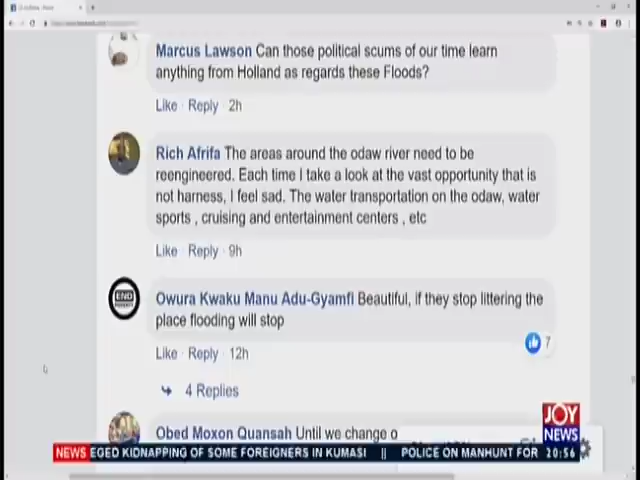 Marcus Lawson Can those political scums of our time learn
anything from Holland as regards these Floods?
Like · Reply · 2h
Rich Afrifa The areas around the odaw river need to be
reengineered. Each time I take a look at the vast opportunity that is
not harness, I feel sad. The water transportation on the odaw, water
sports , cruising and entertainment centers , etc
Like · Reply · 9h
END
Owura Kwaku Manu Adu-Gyamfi Beautiful, if they stop littering the
place flooding will stop
7
Like · Reply · 12h
4 Replies
Obed Moxon Quansah Until we change o
JOY
NEWS
NEWS EGED KIDNAPPING OF SOME FOREIGNERS IN KUMASI || POLICE ON MANHUNT FOR 20:56